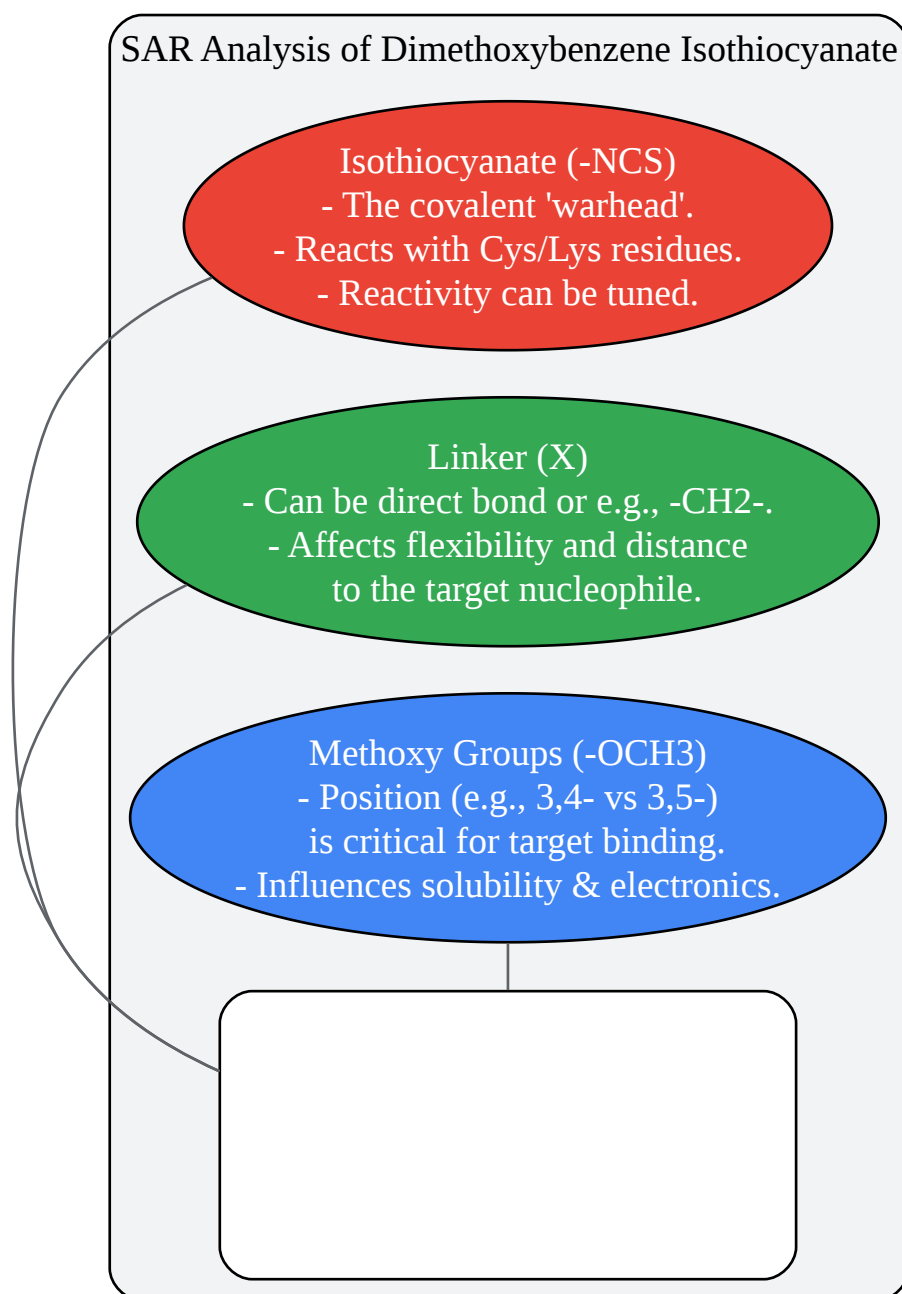 SAR Analysis of Dimethoxybenzene Isothiocyanate
Isothiocyanate (-NCS)
- The covalent 'warhead'.
- Reacts with Cys/Lys residues.
- Reactivity can be tuned.
Linker (X)
- Can be direct bond or e.g., -CH2-.
- Affects flexibility and distance
to the target nucleophile.
Methoxy Groups (-OCH3)
- Position (e.g., 3,4- vs 3,5-)
is critical for target binding.
- Influences solubility & electronics.